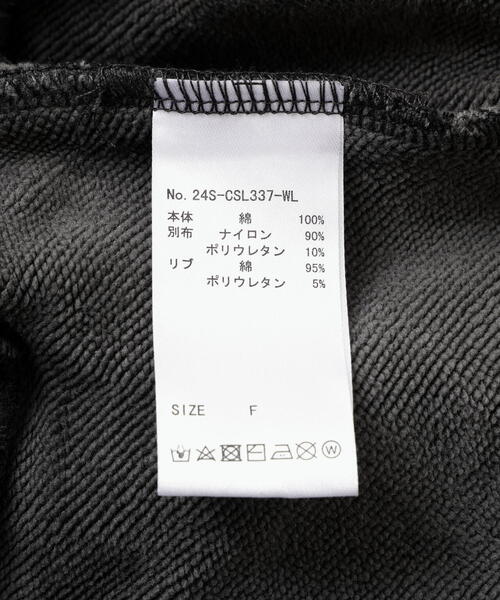 No. 24S-CSL337-WL
本体 綿 100%
別布 ナイロン 90%
ポリウレタン 10%
リブ 綿 95%
ポリウレタン 5%
SIZE F
W